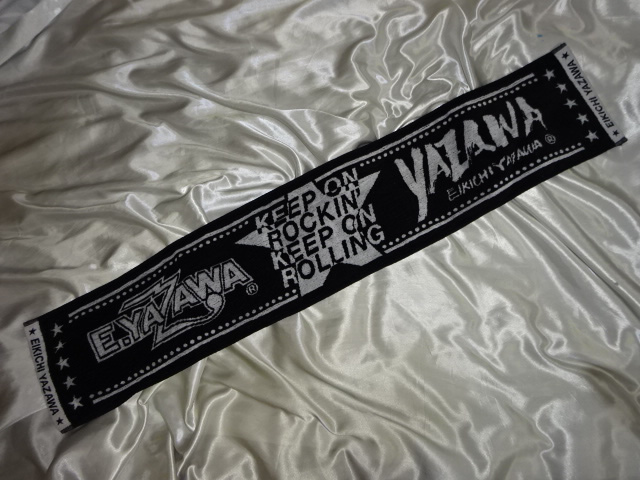 ★ EIKICHI YAZAWA ★
E.YAZAWA ®
KEEP ON
ROCKIN'
KEEP ON
ROLLING
YAZAWA
EIKICHI YAZAWA ®
★ EIKICHI YAZAWA ★